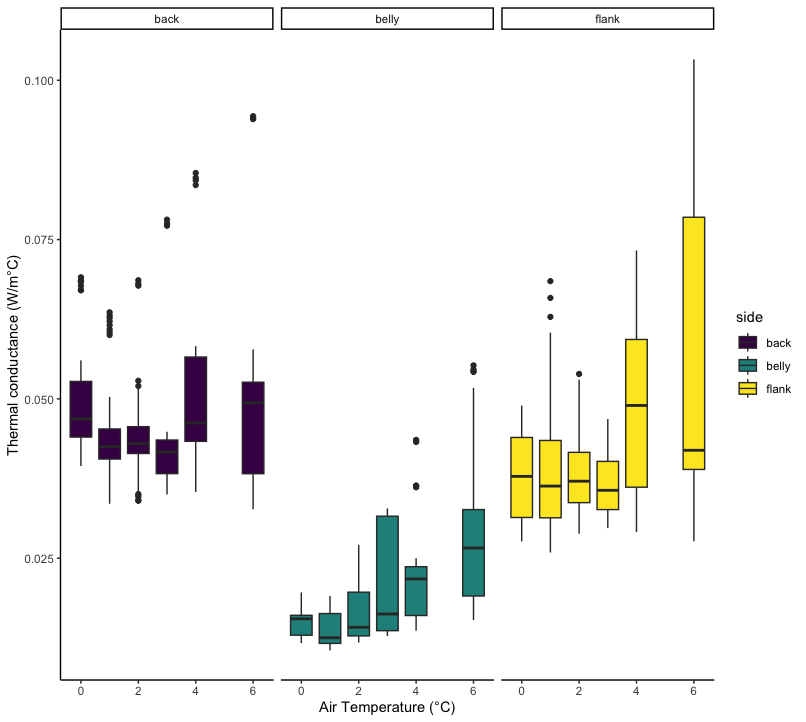 back belly flank
0.100
0.075
0.050
0.025
Thermal conductance (W/m°C)
0 2 4 6 0 2 4 6 0 2 4 6
Air Temperature (°C)
side
back
belly
flank